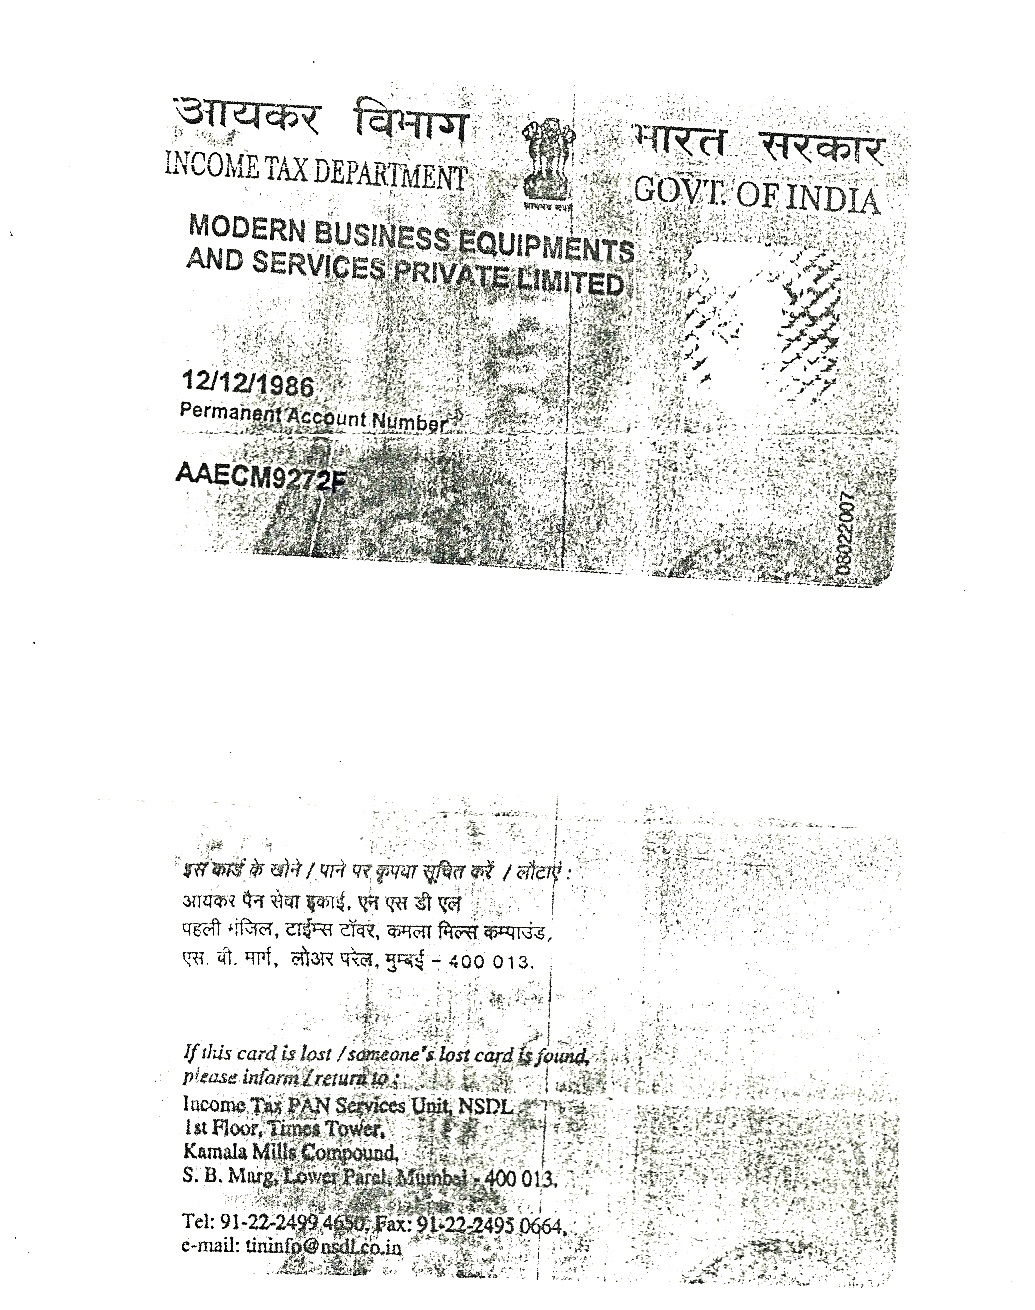 आयकर विभाग
INCOME TAX DEPARTMENT
भारत सरकार
GOVT. OF INDIA
MODERN BUSINESS EQUIPMENTS
AND SERVICES PRIVATE LIMITED
12/12/1986
Permanent Account Number
AAECM9272F
03022007
इस कार्ड के खोने / पाने पर कृपया सूचित करें / लौटाएं :
आयकर पैन सेवा इकाई, एन एस डी एल
पहली मंजिल, टाईम्स टॉवर, कमला मिल्स कम्पाउंड,
एस. बी. मार्ग, लोअर परेल, मुम्बई - 400 013.
If this card is lost / someone's lost card is found,
please inform / return to :
Income Tax PAN Services Unit, NSDL
1st Floor, Times Tower,
Kamala Mills Compound,
S. B. Marg, Lower Parel, Mumbai - 400 013.
Tel: 91-22-2499 4650, Fax: 91-22-2495 0664,
e-mail: tininfo@nsdl.co.in